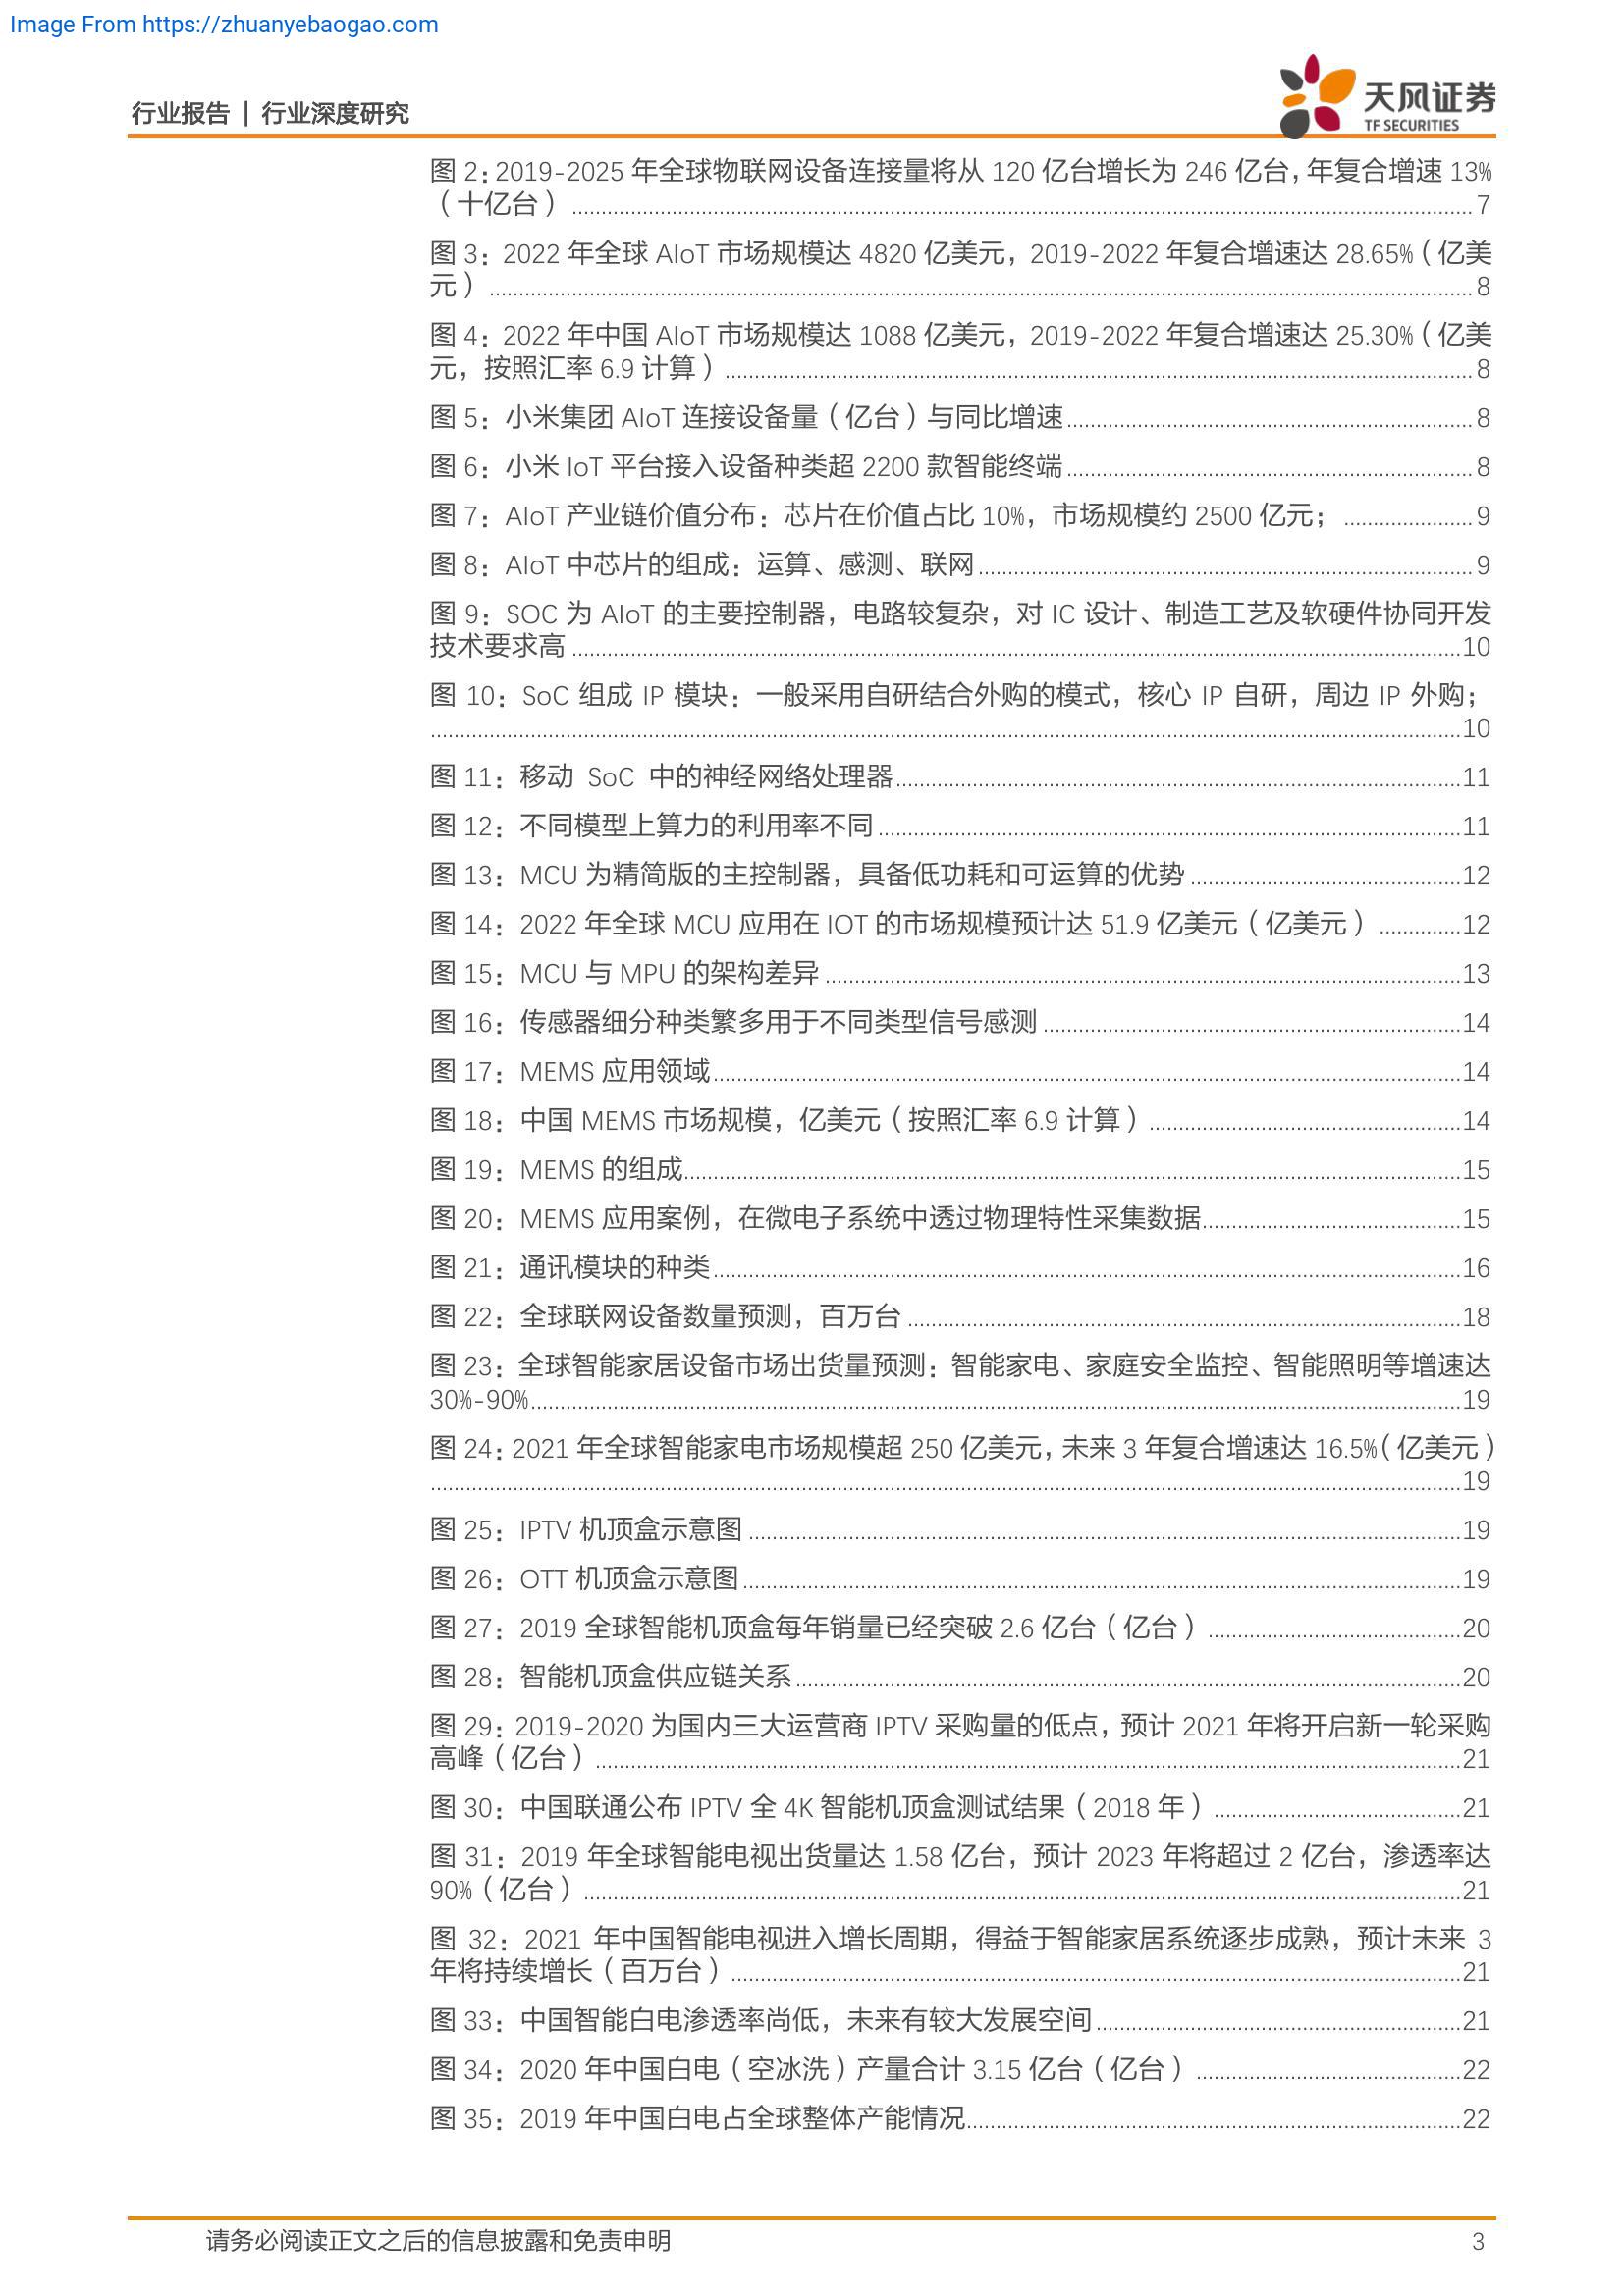 Image From https://zhuanyebaogao.com
行业报告 | 行业深度研究
天风证券
TF SECURITIES
图 2：2019-2025 年全球物联网设备连接量将从 120 亿台增长为 246 亿台，年复合增速 13%
（十亿台）7
图 3：2022 年全球 AIoT 市场规模达 4820 亿美元，2019-2022 年复合增速达 28.65%（亿美
元）8
图 4：2022 年中国 AIoT 市场规模达 1088 亿美元，2019-2022 年复合增速达 25.30%（亿美
元，按照汇率 6.9 计算）8
图 5：小米集团 AIoT 连接设备量（亿台）与同比增速8
图 6：小米 IoT 平台接入设备种类超 2200 款智能终端8
图 7：AIoT 产业链价值分布：芯片在价值占比 10%，市场规模约 2500 亿元；9
图 8：AIoT 中芯片的组成：运算、感测、联网9
图 9：SOC 为 AIoT 的主要控制器，电路较复杂，对 IC 设计、制造工艺及软硬件协同开发
技术要求高10
图 10：SoC 组成 IP 模块：一般采用自研结合外购的模式，核心 IP 自研，周边 IP 外购；
10
图 11：移动 SoC 中的神经网络处理器11
图 12：不同模型上算力的利用率不同11
图 13：MCU 为精简版的主控制器，具备低功耗和可运算的优势12
图 14：2022 年全球 MCU 应用在 IOT 的市场规模预计达 51.9 亿美元（亿美元）12
图 15：MCU 与 MPU 的架构差异13
图 16：传感器细分种类繁多用于不同类型信号感测14
图 17：MEMS 应用领域14
图 18：中国 MEMS 市场规模，亿美元（按照汇率 6.9 计算）14
图 19：MEMS 的组成15
图 20：MEMS 应用案例，在微电子系统中透过物理特性采集数据15
图 21：通讯模块的种类16
图 22：全球联网设备数量预测，百万台18
图 23：全球智能家居设备市场出货量预测：智能家电、家庭安全监控、智能照明等增速达
30%-90%19
图 24：2021 年全球智能家电市场规模超 250 亿美元，未来 3 年复合增速达 16.5%（亿美元）
19
图 25：IPTV 机顶盒示意图19
图 26：OTT 机顶盒示意图19
图 27：2019 全球智能机顶盒每年销量已经突破 2.6 亿台（亿台）20
图 28：智能机顶盒供应链关系20
图 29：2019-2020 为国内三大运营商 IPTV 采购量的低点，预计 2021 年将开启新一轮采购
高峰（亿台）21
图 30：中国联通公布 IPTV 全 4K 智能机顶盒测试结果（2018 年）21
图 31：2019 年全球智能电视出货量达 1.58 亿台，预计 2023 年将超过 2 亿台，渗透率达
90%（亿台）21
图 32：2021 年中国智能电视进入增长周期，得益于智能家居系统逐步成熟，预计未来 3
年将持续增长（百万台）21
图 33：中国智能白电渗透率尚低，未来有较大发展空间21
图 34：2020 年中国白电（空冰洗）产量合计 3.15 亿台（亿台）22
图 35：2019 年中国白电占全球整体产能情况22
请务必阅读正文之后的信息披露和免责申明 3